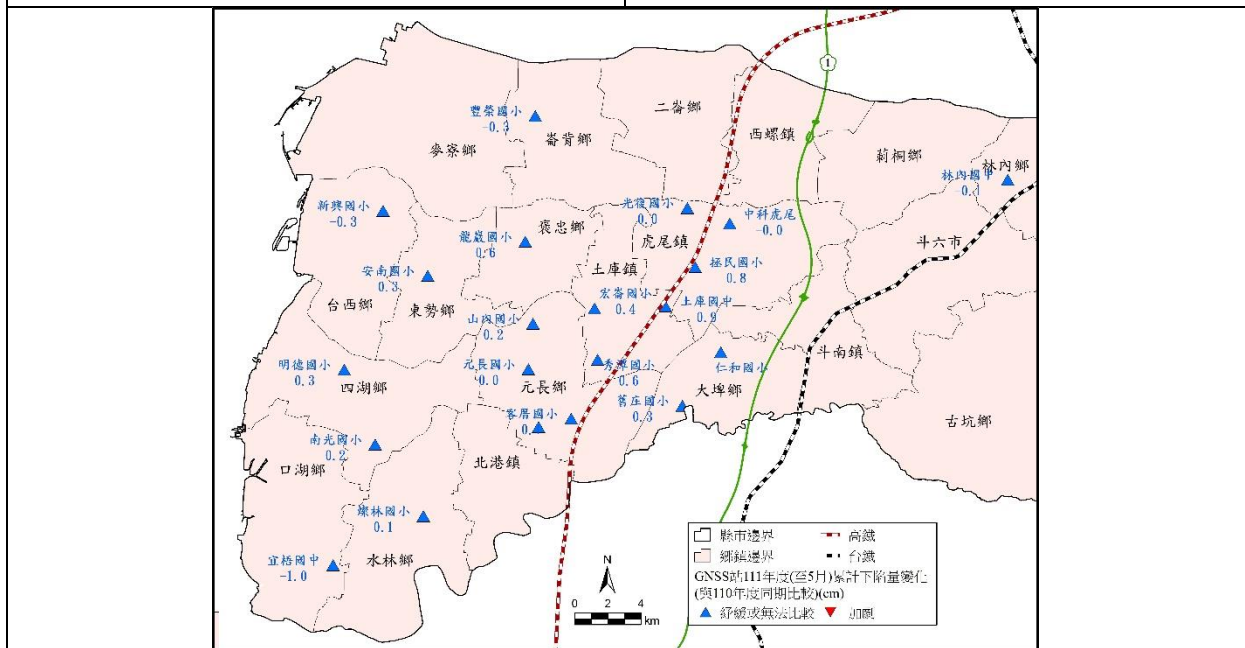 1
二崙鄉
豐榮國小
-0.3
崙背鄉
西螺鎮
麥寮鄉
莿桐鄉
林內鄉
林內國中
新興國小
-0.3
光復國小
0.0
中科虎尾
-0.0
褒忠鄉
龍巖國小
0.6
虎尾鎮
斗六市
土庫鎮
拯民國小
0.8
安南國小
0.3
台西鄉
東勢鄉
宏崙國小
0.4
土庫國中
0.9
山內國小
0.2
斗南鎮
明德國小
0.3
四湖鄉
元長國小
0.0
元長鄉
秀潭國小
0.6
仁和國小
大埤鄉
舊庄國小
0.3
客厝國小
古坑鄉
南光國小
0.2
口湖鄉
北港鎮
燦林國小
0.1
宜梧國中
-1.0
水林鄉
N
0 2 4
km
縣市邊界
高鐵
鄉鎮邊界
台鐵
GNSS站111年度(至5月)累計下陷量變化
(與110年度同期比較)(cm)
紓緩或無法比較
加劇